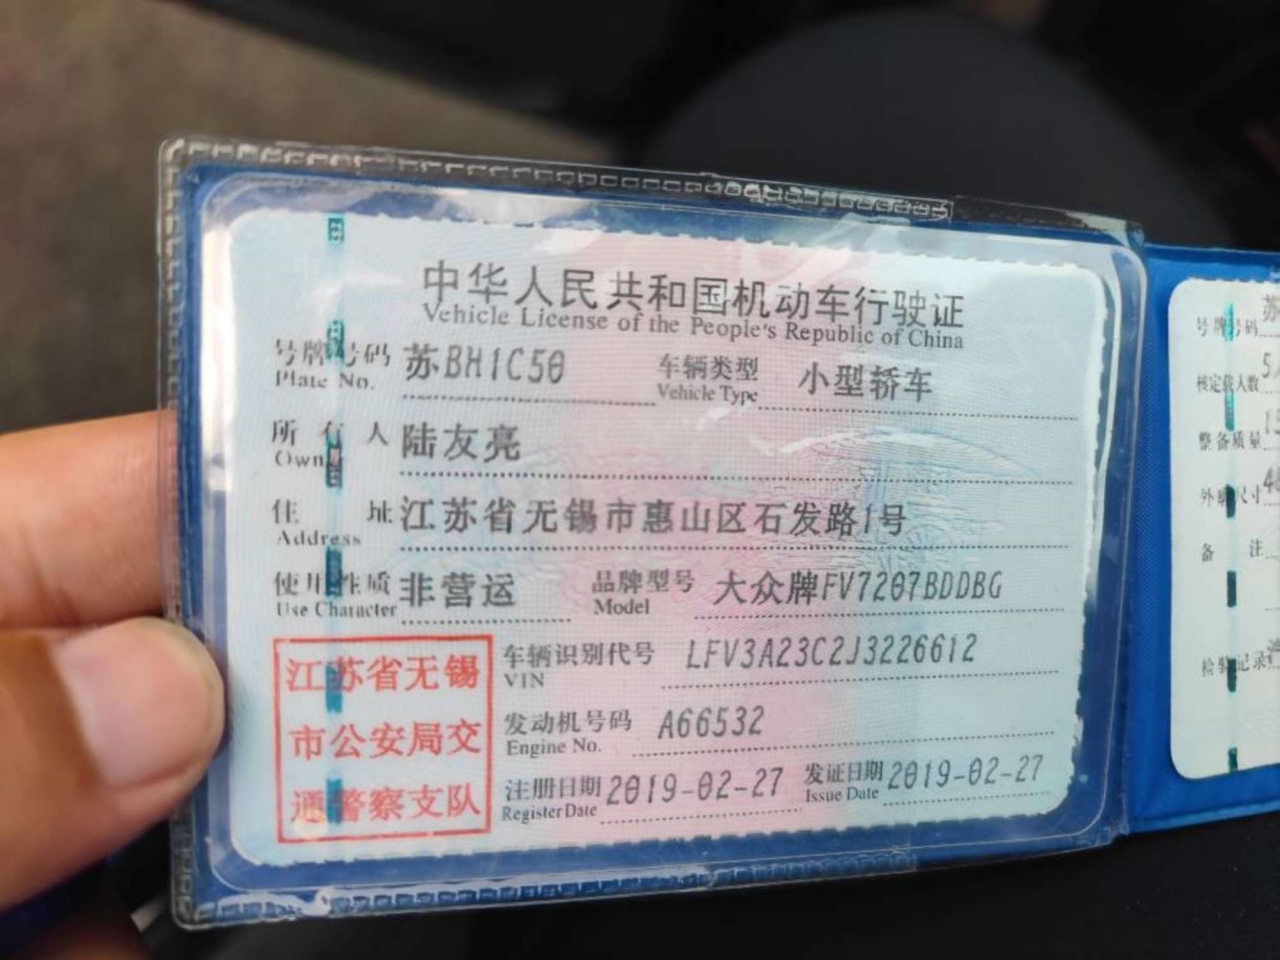 中华人民共和国机动车行驶证
Vehicle License of the People's Republic of China
号牌号码 苏BH1C50 车辆类型 小型轿车
Plate No. Vehicle Type
所有人 陆友亮
Owner
住址 江苏省无锡市惠山区石发路1号
Address
使用性质 非营运 品牌型号 大众牌FV7207BDDBG
Use Character Model
车辆识别代号 LFV3A23C2J3226612
VIN
发动机号码 A66532
Engine No.
注册日期 2019-02-27 发证日期 2019-02-27
Register Date Issue Date
江苏省无锡
市公安局交
通警察支队
号牌号码 苏
核定载人数 5
整备质量
外廓尺寸
备注
检验记录